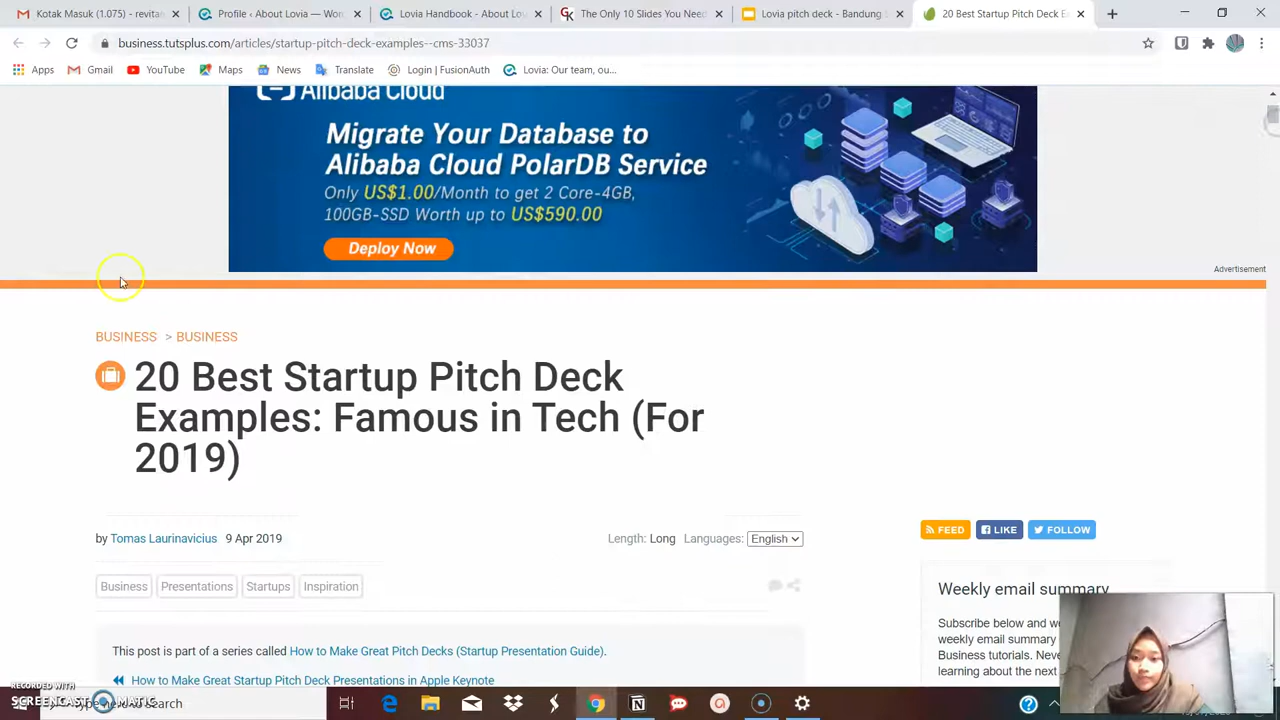 Kotak Masuk (1.075) - revitan
Profile ‹ About Lovia — Wor
Lovia Handbook - About Lo
The Only 10 Slides You Need
Lovia pitch deck - Bandung
20 Best Startup Pitch Deck Ex
business.tutsplus.com/articles/startup-pitch-deck-examples--cms-33037
Apps Gmail YouTube Maps News Translate Login | FusionAuth Lovia: Our team, ou...
Alibaba Cloud
Migrate Your Database to
Alibaba Cloud PolarDB Service
Only US$1.00/Month to get 2 Core-4GB,
100GB-SSD Worth up to US$590.00
Deploy Now
Advertisement
BUSINESS > BUSINESS
20 Best Startup Pitch Deck
Examples: Famous in Tech (For
2019)
by Tomas Laurinavicius 9 Apr 2019 Length: Long Languages: English
FEED LIKE FOLLOW
Business Presentations Startups Inspiration
Weekly email summary
Subscribe below and we
weekly email summary
Business tutorials. Neve
learning about the next
This post is part of a series called How to Make Great Pitch Decks (Startup Presentation Guide).
How to Make Great Startup Pitch Deck Presentations in Apple Keynote
RECORDED WITH
SCREENCAST MATIC
here to search